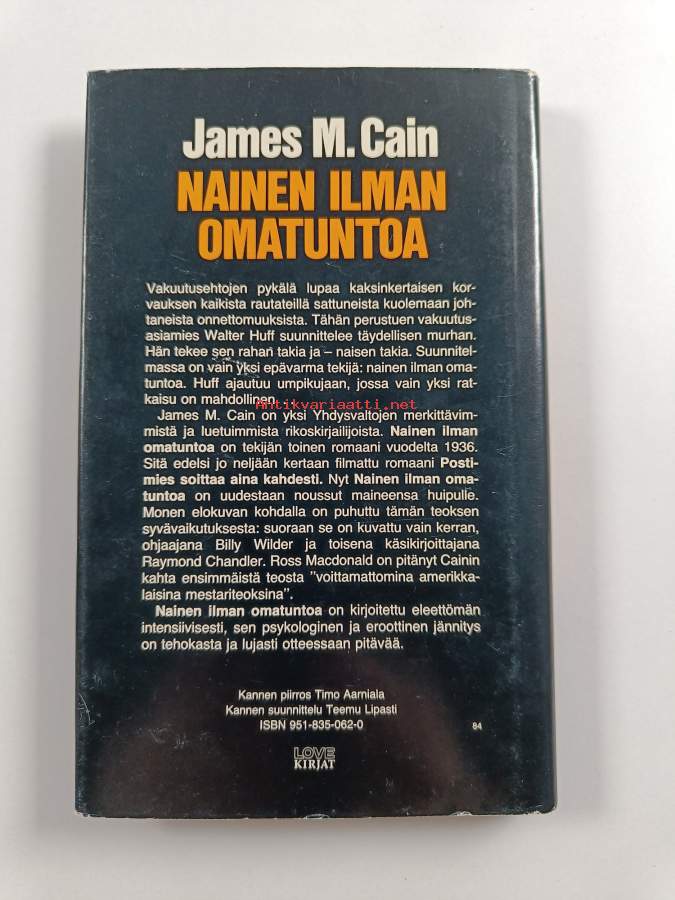 James M. Cain
NAINEN ILMAN
OMATUNTOA
Vakuutusehtojen pykälä lupaa kaksinkertaisen kor-
vauksen kaikista rautateillä sattuneista kuolemaan joh-
taneista onnettomuuksista. Tähän perustuen vakuutus-
asiamies Walter Huff suunnittelee täydellisen murhan.
Hän tekee sen rahan takia ja – naisen takia. Suunnitel-
massa on vain yksi epävarma tekijä: nainen ilman oma-
tuntoa. Huff ajautuu umpikujaan, jossa vain yksi rat-
kaisu on mahdollinen.
Antikvariaatti.net
James M. Cain on yksi Yhdysvaltojen merkittävim-
mistä ja luetuimmista rikoskirjailijoista. Nainen ilman
omatuntoa on tekijän toinen romaani vuodelta 1936.
Sitä edelsi jo neljään kertaan filmattu romaani Posti-
mies soittaa aina kahdesti. Nyt Nainen ilman oma-
tuntoa on uudestaan noussut maineensa huipulle.
Monen elokuvan kohdalla on puhuttu tämän teoksen
syvävaikutuksesta: suoraan se on kuvattu vain kerran,
ohjaajana Billy Wilder ja toisena käsikirjoittajana
Raymond Chandler. Ross Macdonald on pitänyt Cainin
kahta ensimmäistä teosta ”voittamattomina amerikka-
laisina mestariteoksina”.
Nainen ilman omatuntoa on kirjoitettu eleettömän
intensiivisesti, sen psykologinen ja eroottinen jännitys
on tehokasta ja lujasti otteessaan pitävää.
Kannen piirros Timo Aarniala
Kannen suunnittelu Teemu Lipasti
ISBN 951-835-062-0
84
LOVE
KIRJAT